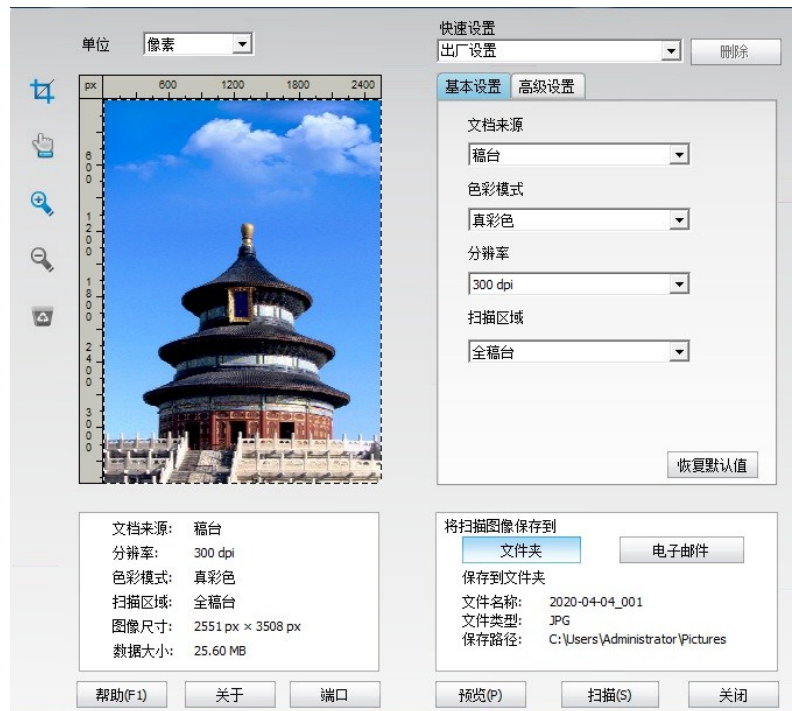 单位
像素
快速设置
出厂设置
删除
px
600
1200
1800
2400
600
1200
1800
2400
3000
基本设置
高级设置
文档来源
稿台
色彩模式
真彩色
分辨率
300 dpi
扫描区域
全稿台
恢复默认值
文档来源: 稿台
分辨率: 300 dpi
色彩模式: 真彩色
扫描区域: 全稿台
图像尺寸: 2551 px × 3508 px
数据大小: 25.60 MB
将扫描图像保存到
文件夹
电子邮件
保存到文件夹
文件名称: 2020-04-04_001
文件类型: JPG
保存路径: C:\Users\Administrator\Pictures
帮助(F1)
关于
端口
预览(P)
扫描(S)
关闭